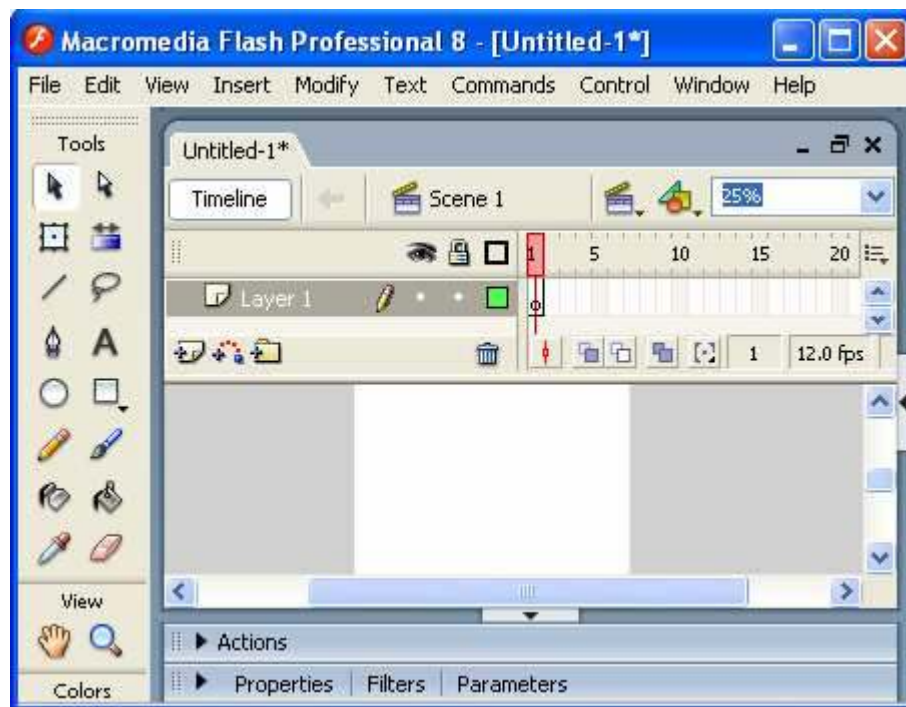 Macromedia Flash Professional 8 - [Untitled-1*]
File Edit View Insert Modify Text Commands Control Window Help
Tools
Untitled-1*
Timeline Scene 1 25%
1 5 10 15 20
Layer 1
1 12.0 fps
A
View
Actions
Properties Filters Parameters
Colors